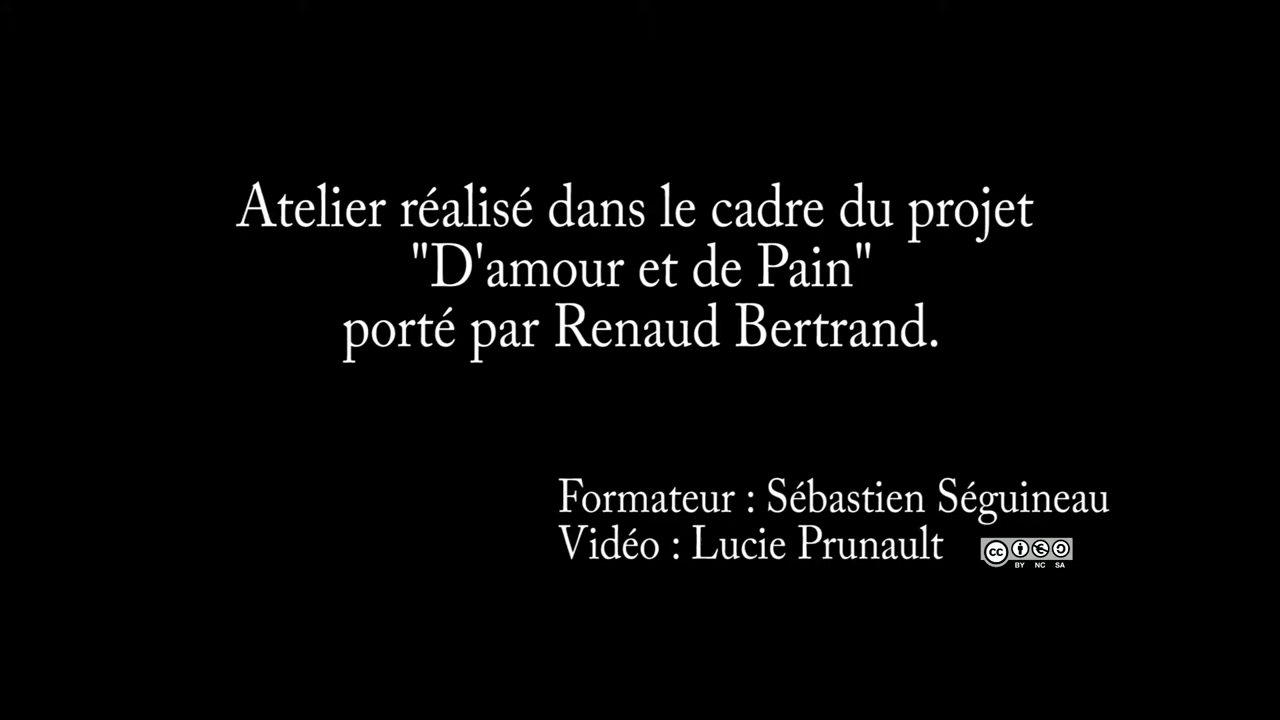 Atelier réalisé dans le cadre du projet
"D'amour et de Pain"
porté par Renaud Bertrand.
Formateur : Sébastien Séguineau
Vidéo : Lucie Prunault
cc BY NC SA